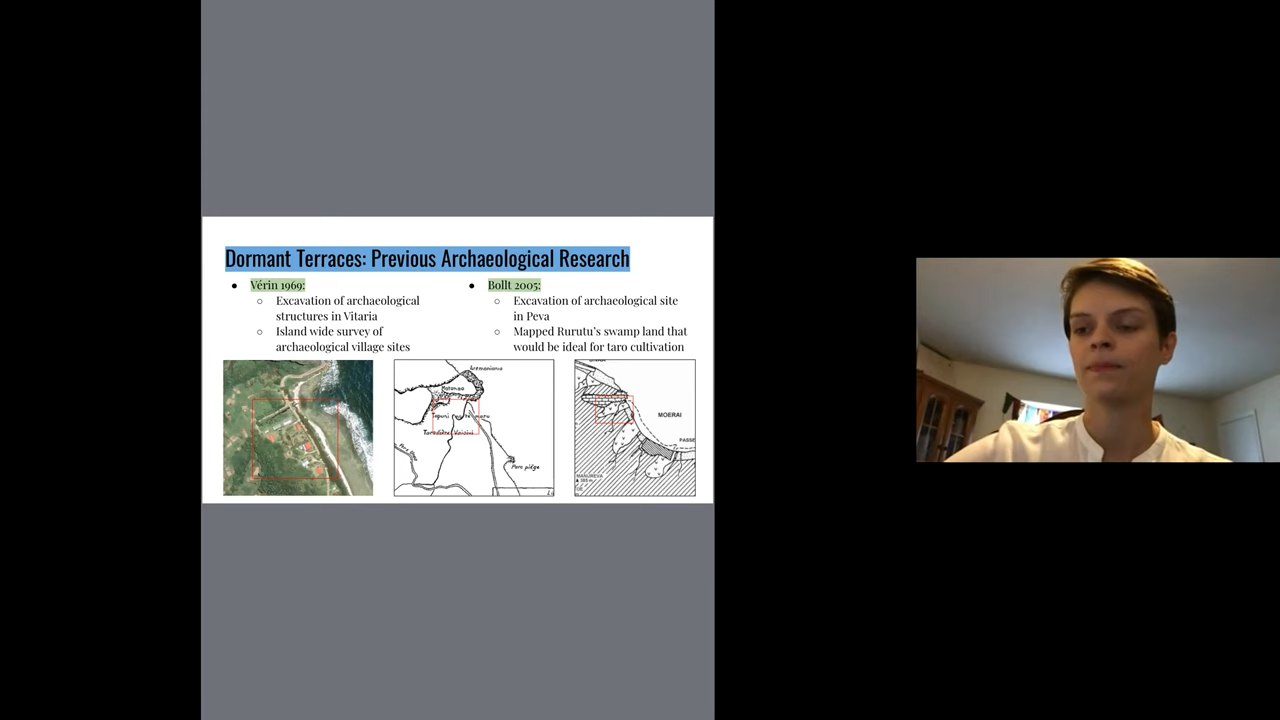 Dormant Terraces: Previous Archaeological Research
● Vérin 1969:
○ Excavation of archaeological
structures in Vitaria
○ Island wide survey of
archaeological village sites
● Bollt 2005:
○ Excavation of archaeological site
in Peva
○ Mapped Rurutu's swamp land that
would be ideal for taro cultivation
Aremaniana
Matonga
MOERAI
PASSE